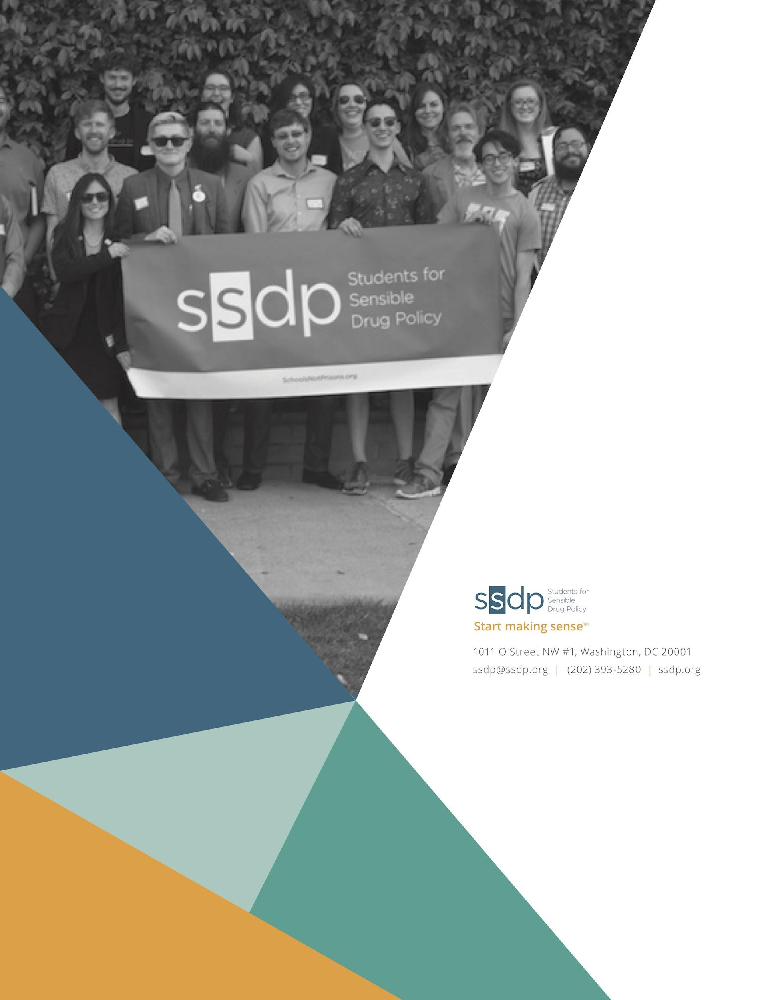 ssdp
Students for
Sensible
Drug Policy
SchoolsNotPrisons.org
ssdp
Students for
Sensible
Drug Policy
Start making sense™
1011 O Street NW #1, Washington, DC 20001
ssdp@ssdp.org | (202) 393-5280 | ssdp.org